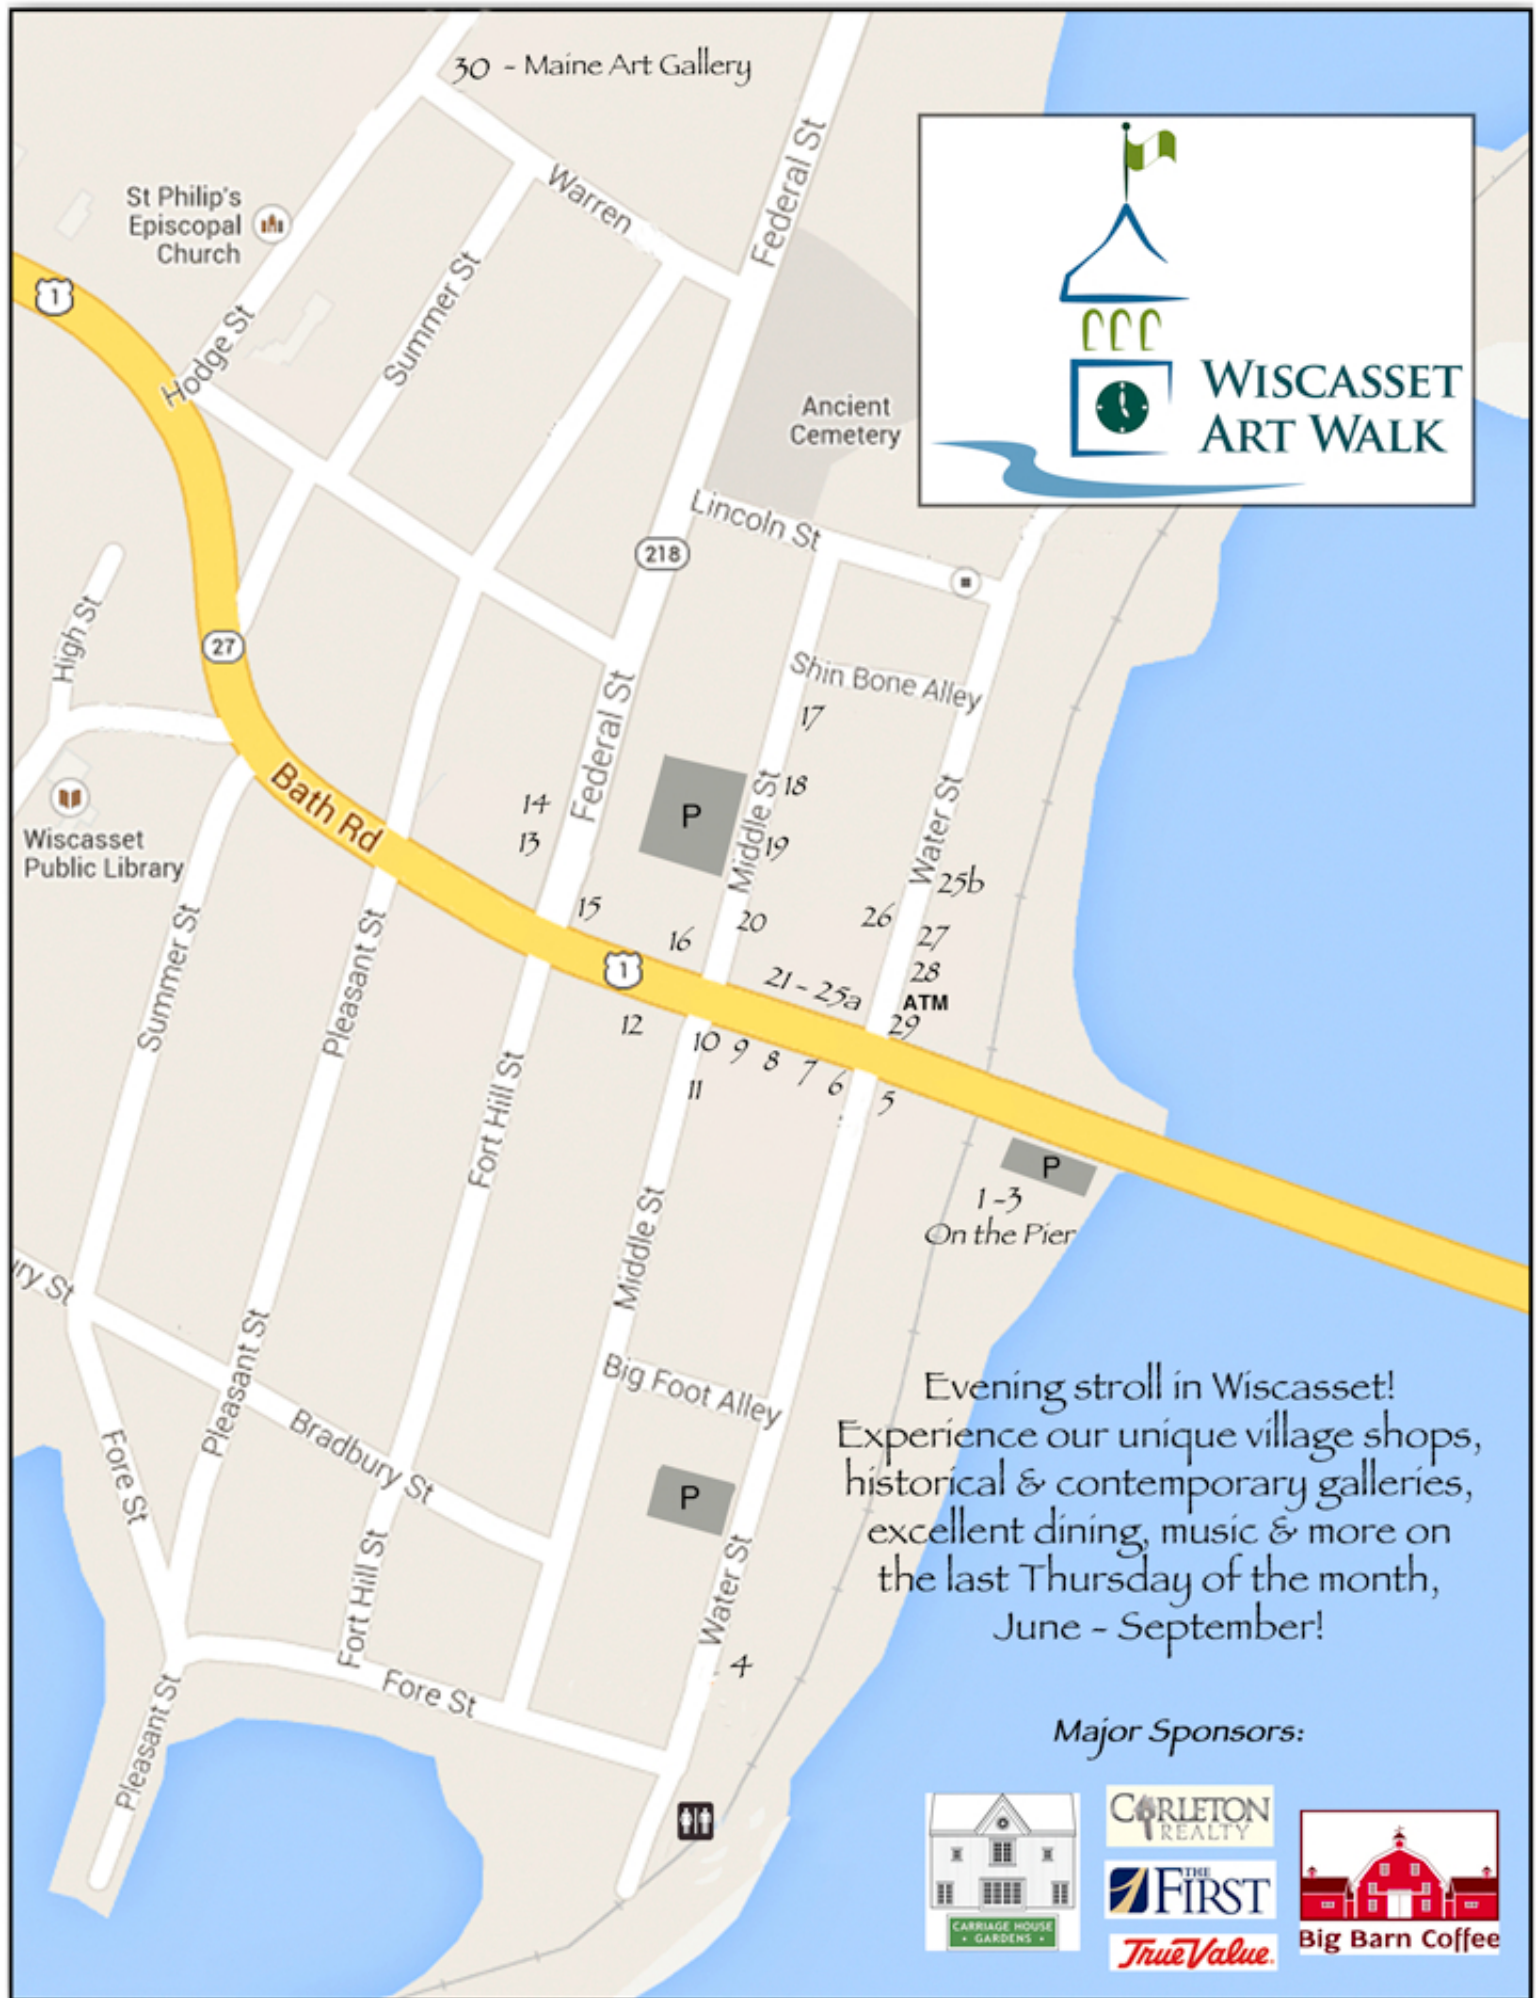 30 - Maine Art Gallery
Federal St
Warren
St Philip's
Episcopal
Church
1
Summer St
Hodge St
WISCASSET
ART WALK
Ancient
Cemetery
Lincoln St
218
High St
27
Shin Bone Alley
Federal St
17
Bath Rd
14
13
P
Middle St
18
19
Water St
Wiscasset
Public Library
25b
15
16
20
26
27
28
ATM
29
21 - 25a
1
Summer St
Pleasant St
12
10
9
8
7
6
5
11
Fort Hill St
P
1 -3
On the Pier
Middle St
ry St
Pleasant St
Big Foot Alley
Bradbury St
Fore St
P
Evening stroll in Wiscasset!
Experience our unique village shops,
historical & contemporary galleries,
excellent dining, music & more on
the last Thursday of the month,
June - September!
Fort Hill St
Water St
4
Fore St
Pleasant St
Major Sponsors:
CARRIAGE HOUSE
• GARDENS •
CARLETON
REALTY
THE
FIRST
True Value.
Big Barn Coffee